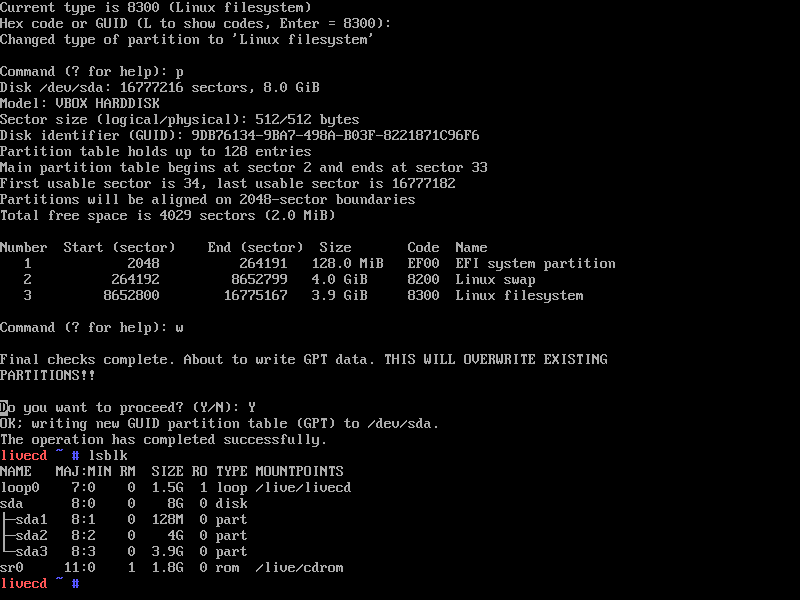 Current type is 8300 (Linux filesystem)
Hex code or GUID (L to show codes, Enter = 8300):
Changed type of partition to 'Linux filesystem'
Command (? for help): p
Disk /dev/sda: 16777216 sectors, 8.0 GiB
Model: VBOX HARDDISK
Sector size (logical/physical): 512/512 bytes
Disk identifier (GUID): 9DB76134-9BA7-498A-B03F-8221871C96F6
Partition table holds up to 128 entries
Main partition table begins at sector 2 and ends at sector 33
First usable sector is 34, last usable sector is 16777182
Partitions will be aligned on 2048-sector boundaries
Total free space is 4029 sectors (2.0 MiB)
Number  Start (sector)    End (sector)  Size       Code  Name
   1            2048          264191   128.0 MiB   EF00  EFI system partition
   2          264192         8652799   4.0 GiB     8200  Linux swap
   3         8652800        16775167   3.9 GiB     8300  Linux filesystem
Command (? for help): w
Final checks complete. About to write GPT data. THIS WILL OVERWRITE EXISTING
PARTITIONS!!
Do you want to proceed? (Y/N): Y
OK; writing new GUID partition table (GPT) to /dev/sda.
The operation has completed successfully.
livecd ~ # lsblk
NAME   MAJ:MIN RM  SIZE RO TYPE MOUNTPOINTS
loop0    7:0    0  1.5G  1 loop /live/livecd
sda      8:0    0    8G  0 disk
├─sda1   8:1    0  128M  0 part
├─sda2   8:2    0    4G  0 part
└─sda3   8:3    0  3.9G  0 part
sr0     11:0    1  1.8G  0 rom  /live/cdrom
livecd ~ #